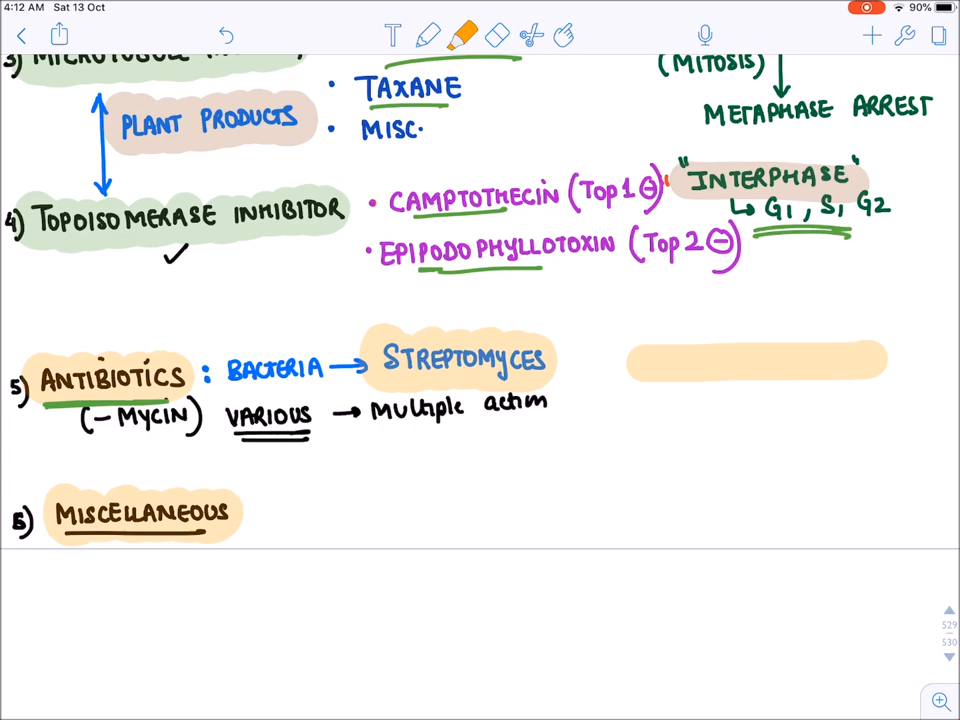 4:12 AM Sat 13 Oct
90%
T
3) MICROTUBULE
(MITOSIS)
• TAXANE
METAPHASE ARREST
PLANT PRODUCTS
• MISC.
4) TOPOISOMERASE INHIBITOR
• CAMPTOTHECIN (TOP 1 ⊖)
"INTERPHASE"
↳ G1, S, G2
• EPIPODOPHYLLOTOXIN (TOP 2 ⊖)
5) ANTIBIOTICS : BACTERIA → STREPTOMYCES
(-MYCIN) VARIOUS → MULTIPLE action
6) MISCELLANEOUS
529
530